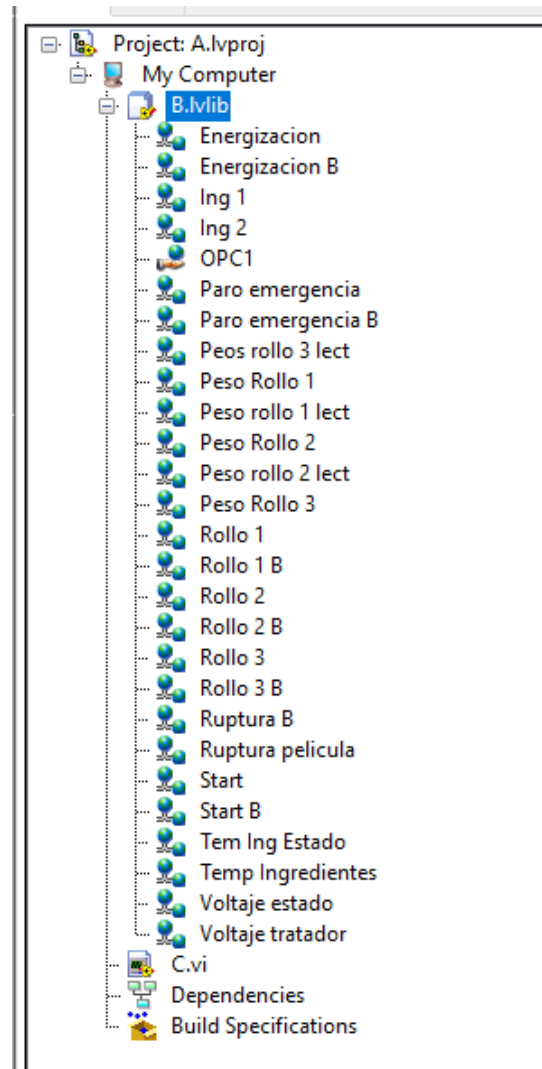 Project: A.lvproj
My Computer
B.lvlib
Energizacion
Energizacion B
Ing 1
Ing 2
OPC1
Paro emergencia
Paro emergencia B
Peos rollo 3 lect
Peso Rollo 1
Peso rollo 1 lect
Peso Rollo 2
Peso rollo 2 lect
Peso Rollo 3
Rollo 1
Rollo 1 B
Rollo 2
Rollo 2 B
Rollo 3
Rollo 3 B
Ruptura B
Ruptura pelicula
Start
Start B
Tem Ing Estado
Temp Ingredientes
Voltaje estado
Voltaje tratador
C.vi
Dependencies
Build Specifications